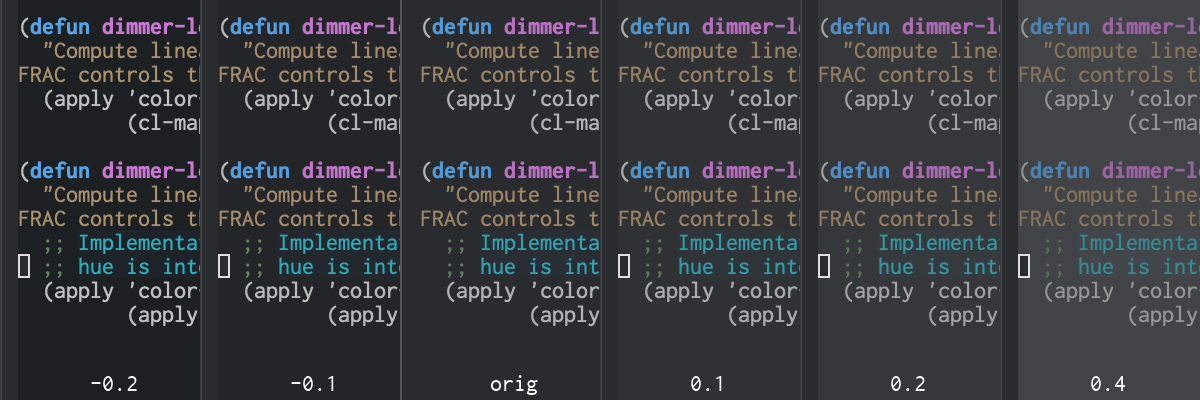 (defun dimmer-l
"Compute line
FRAC controls t
(apply 'color-
(cl-ma
(defun dimmer-l
"Compute line
FRAC controls t
;; Implementa
;; hue is int
(apply 'color-
(apply
-0.2
(defun dimmer-l
"Compute line
FRAC controls t
(apply 'color-
(cl-ma
(defun dimmer-l
"Compute line
FRAC controls t
;; Implementa
;; hue is int
(apply 'color-
(apply
-0.1
(defun dimmer-l
"Compute line
FRAC controls t
(apply 'color
(cl-ma
(defun dimmer-l
"Compute line
FRAC controls t
;; Implementa
;; hue is int
(apply 'color
(apply
orig
(defun dimmer-l
"Compute line
FRAC controls t
(apply 'color-
(cl-ma
(defun dimmer-l
"Compute line
FRAC controls t
;; Implementa
;; hue is int
(apply 'color-
(apply
0.1
(defun dimmer-l
"Compute line
FRAC controls t
(apply 'color-
(cl-ma
(defun dimmer-l
"Compute line
FRAC controls t
;; Implementa
;; hue is int
(apply 'color-
(apply
0.2
(defun dimmer-l
"Compute line
FRAC controls t
(apply 'color-
(cl-ma
(defun dimmer-l
"Compute line
FRAC controls t
;; Implementa
;; hue is int
(apply 'color-
(apply
0.4